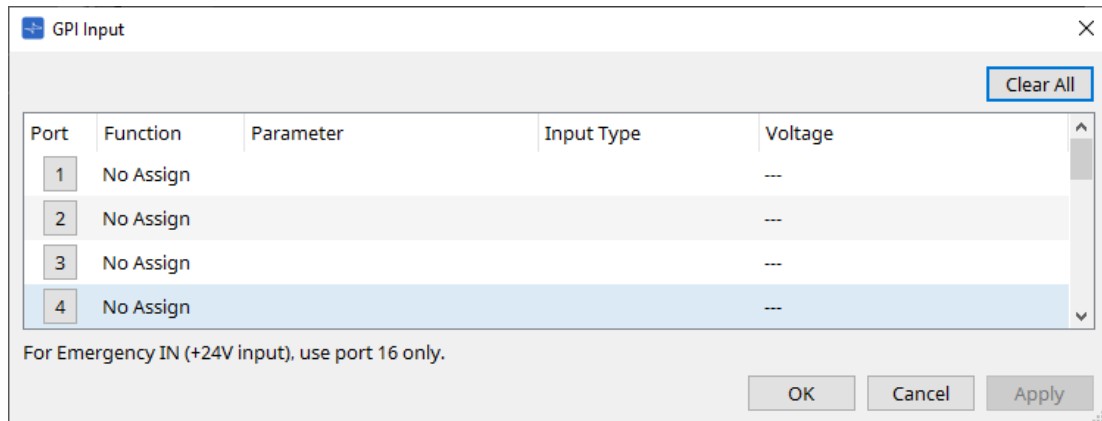 GPI Input
Clear All
Port Function Parameter Input Type Voltage
1 No Assign ---
2 No Assign ---
3 No Assign ---
4 No Assign ---
For Emergency IN (+24V input), use port 16 only.
OK Cancel Apply